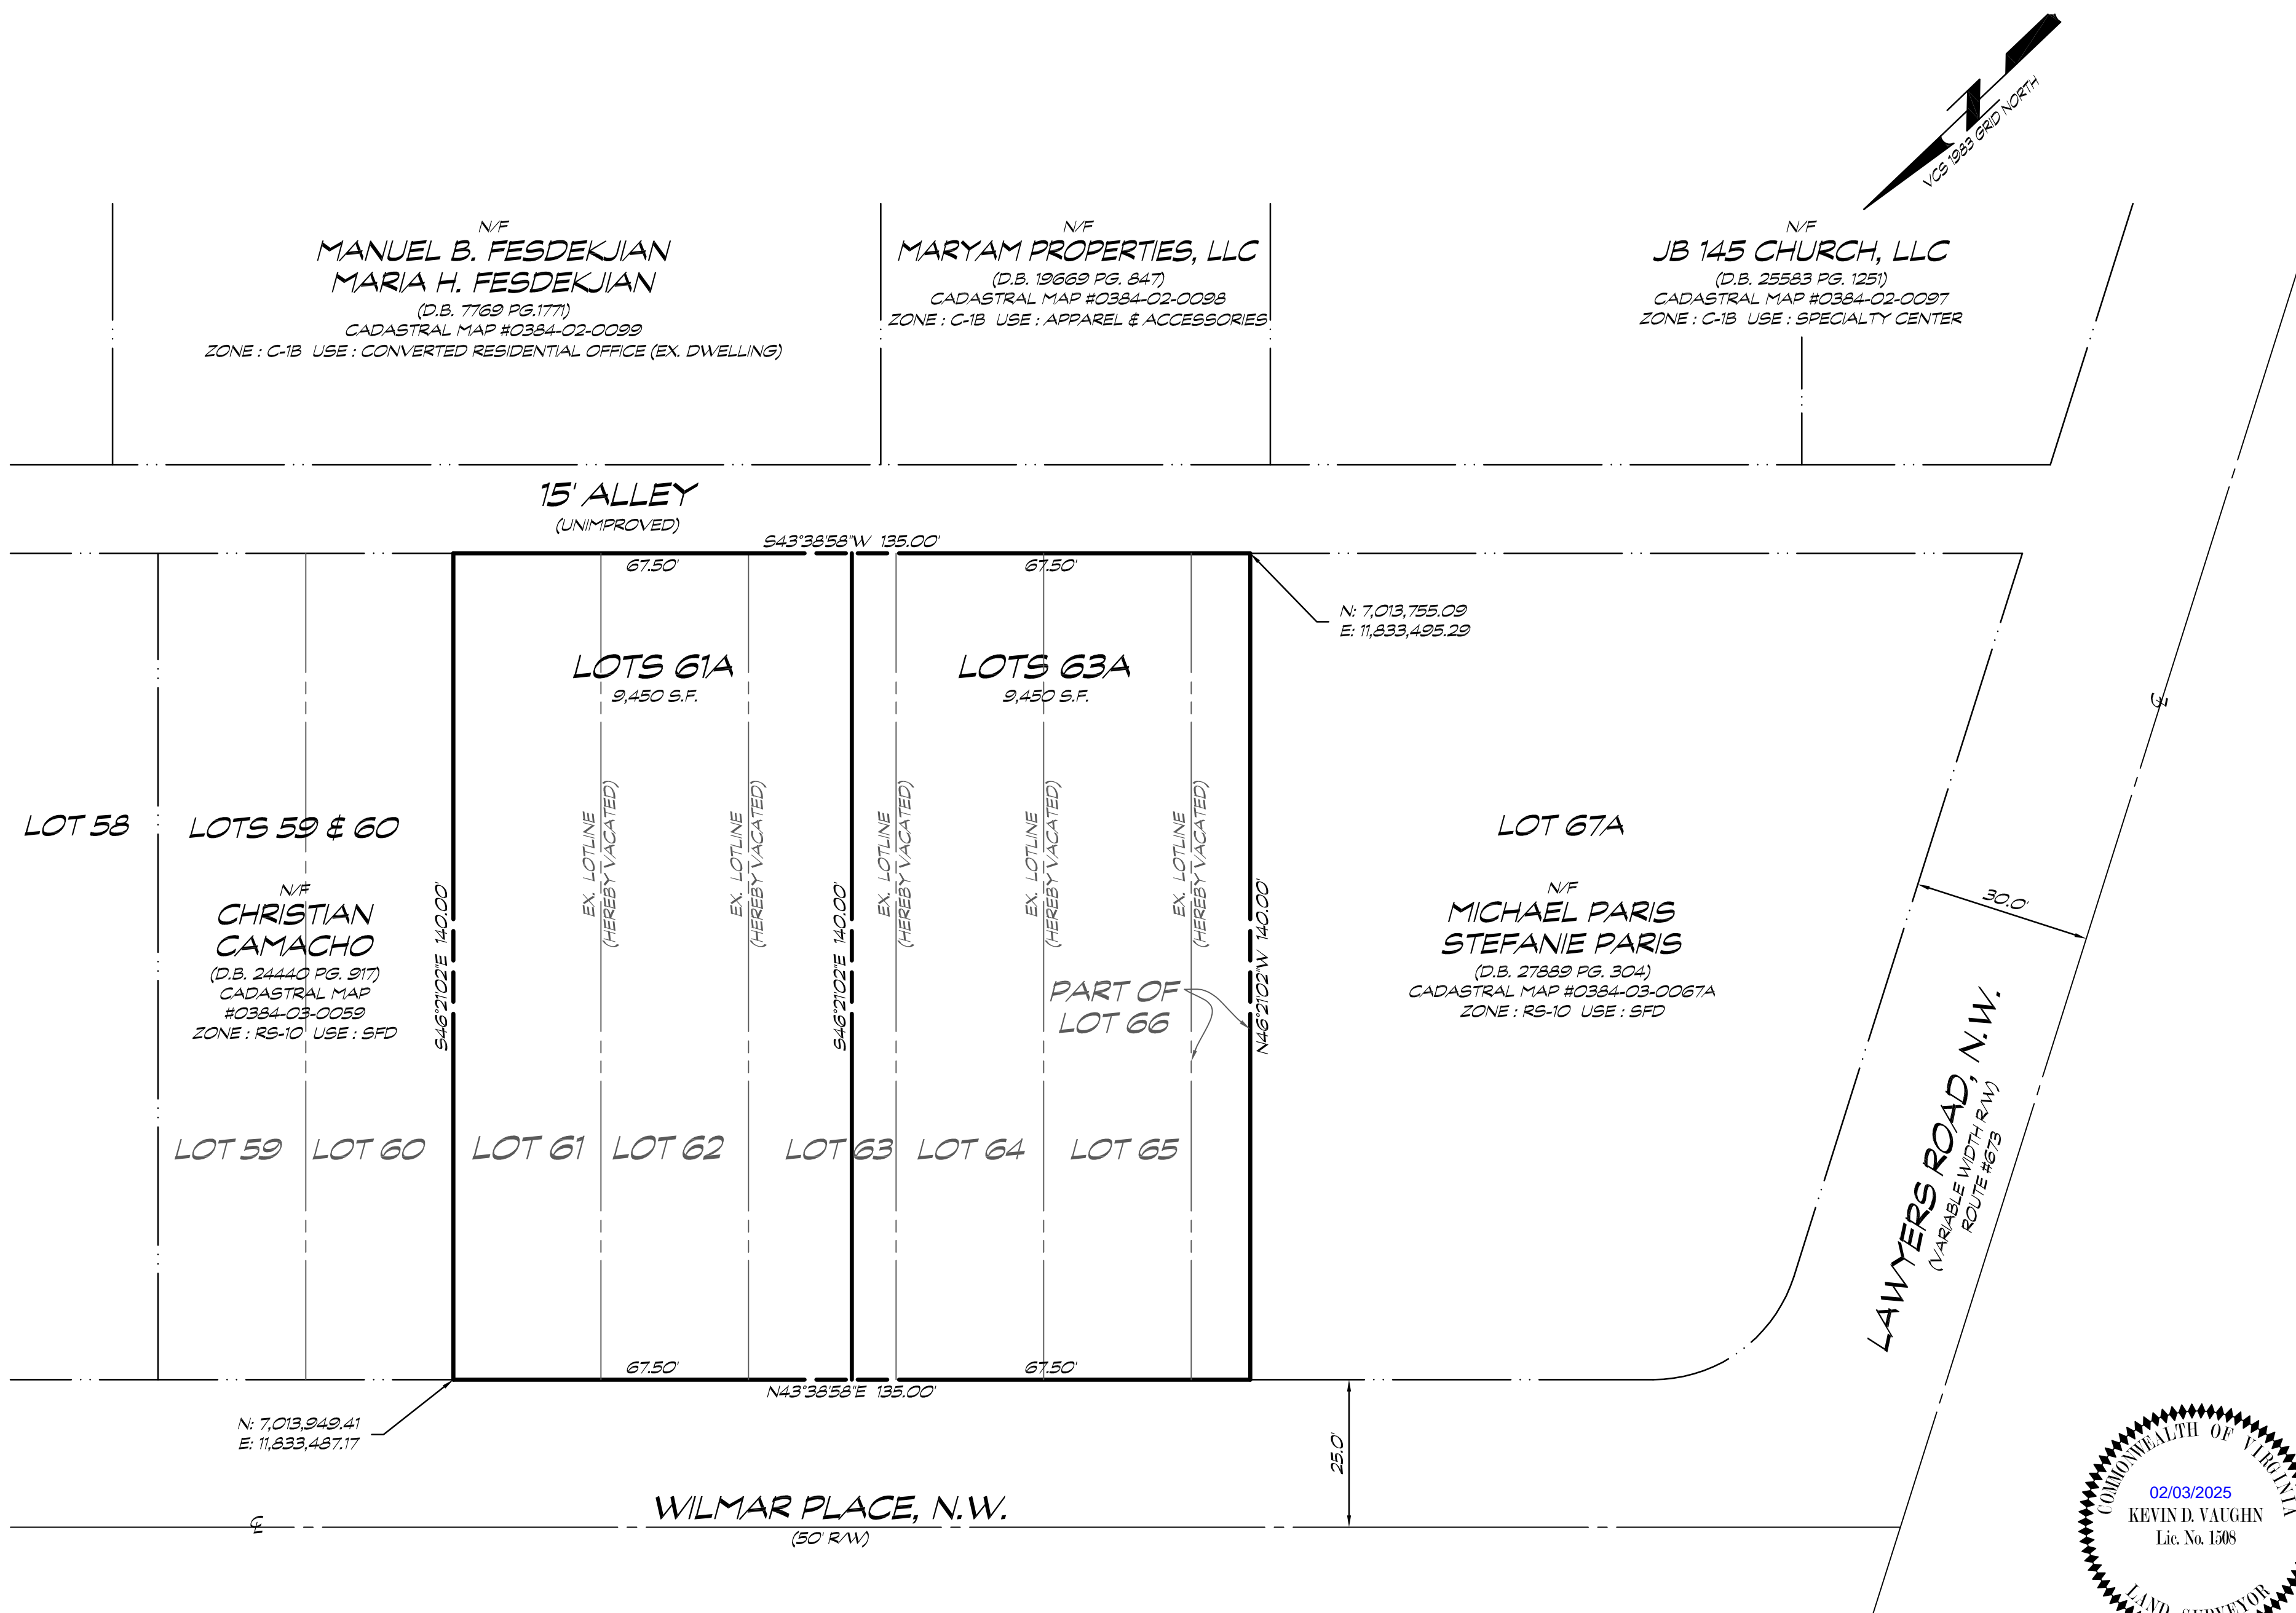 VCS 1983 GRID NORTH
N/F
MANUEL B. FESDEKJIAN
MARIA H. FESDEKJIAN
(D.B. 7769 PG.1771)
CADASTRAL MAP #0384-02-0099
ZONE : C-1B USE : CONVERTED RESIDENTIAL OFFICE (EX. DWELLING)
N/F
MARYAM PROPERTIES, LLC
(D.B. 19669 PG. 847)
CADASTRAL MAP #0384-02-0098
ZONE : C-1B USE : APPAREL & ACCESSORIES
N/F
JB 145 CHURCH, LLC
(D.B. 25583 PG. 1251)
CADASTRAL MAP #0384-02-0097
ZONE : C-1B USE : SPECIALTY CENTER
15' ALLEY
(UNIMPROVED)
S43°38'58"W 135.00'
67.50'
67.50'
N: 7,013,755.09
E: 11,833,495.29
LOTS 61A
9,450 S.F.
LOTS 63A
9,450 S.F.
LOT 58
LOTS 59 & 60
N/F
CHRISTIAN
CAMACHO
(D.B. 24440 PG. 917)
CADASTRAL MAP
#0384-03-0059
ZONE : RS-10 USE : SFD
S46°21'02"E 140.00'
EX. LOTLINE
(HEREBY VACATED)
EX. LOTLINE
(HEREBY VACATED)
S46°21'02"E 140.00'
EX. LOTLINE
(HEREBY VACATED)
EX. LOTLINE
(HEREBY VACATED)
EX. LOTLINE
(HEREBY VACATED)
N46°21'02"W 140.00'
PART OF
LOT 66
LOT 67A
N/F
MICHAEL PARIS
STEFANIE PARIS
(D.B. 27889 PG. 304)
CADASTRAL MAP #0384-03-0067A
ZONE : RS-10 USE : SFD
30.0'
℄
LAWYERS ROAD, N.W.
(VARIABLE WIDTH R/W)
ROUTE #673
LOT 59
LOT 60
LOT 61
LOT 62
LOT 63
LOT 64
LOT 65
67.50'
67.50'
N43°38'58"E 135.00'
N: 7,013,949.41
E: 11,833,487.17
25.0'
WILMAR PLACE, N.W.
(50' R/W)
℄
COMMONWEALTH OF VIRGINIA
02/03/2025
KEVIN D. VAUGHN
Lic. No. 1508
LAND SURVEYOR